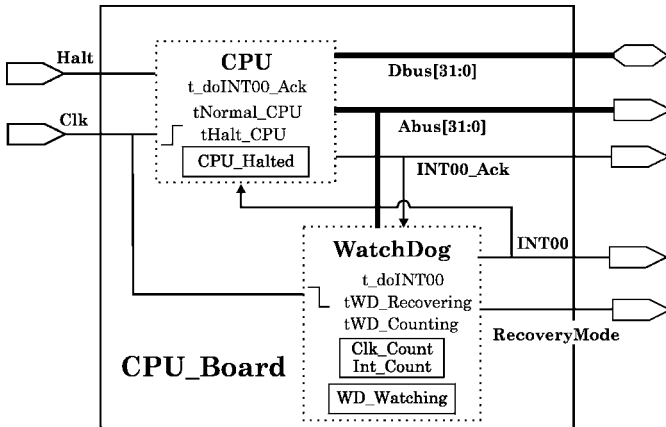 Halt
CPU
Dbus[31:0]
t_doINT00_Ack
tNormal_CPU
Clk
tHalt_CPU
Abus[31:0]
CPU_Halted
INT00_Ack
WatchDog
INT00
t_doINT00
tWD_Recovering
tWD_Counting
RecoveryMode
Clk_Count
Int_Count
CPU_Board
WD_Watching